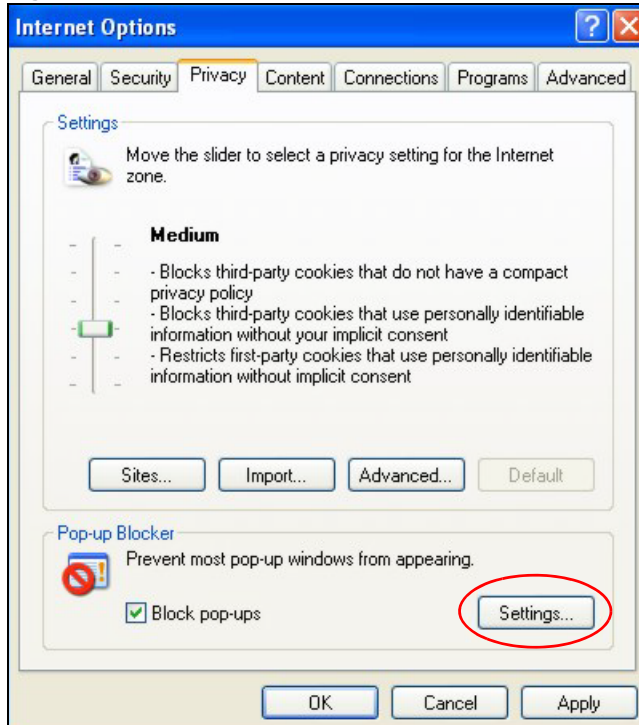 Internet Options
General Security Privacy Content Connections Programs Advanced
Settings
Move the slider to select a privacy setting for the Internet
zone.
Medium
- Blocks third-party cookies that do not have a compact
privacy policy
- Blocks third-party cookies that use personally identifiable
information without your implicit consent
- Restricts first-party cookies that use personally identifiable
information without implicit consent
Sites... Import... Advanced... Default
Pop-up Blocker
Prevent most pop-up windows from appearing.
Block pop-ups Settings...
OK Cancel Apply